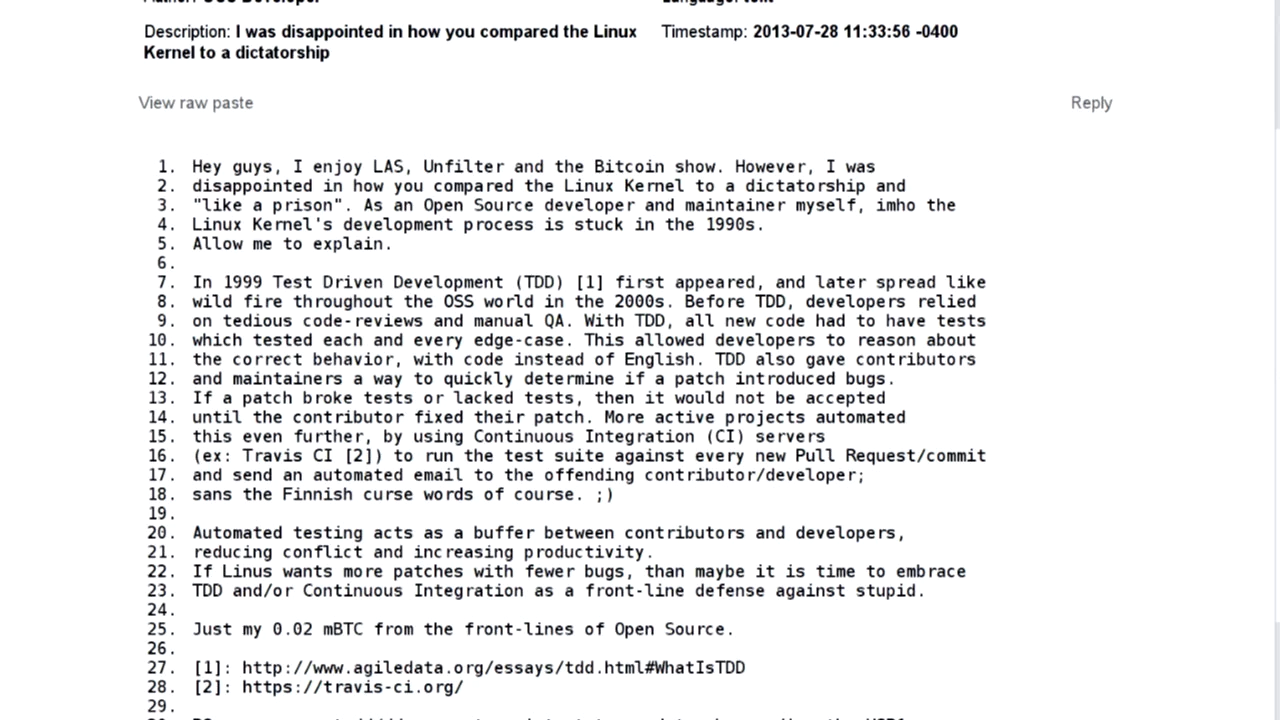 Author: OSS Developer
Language: text
Description: I was disappointed in how you compared the Linux
Kernel to a dictatorship
Timestamp: 2013-07-28 11:33:56 -0400
View raw paste
Reply
1. Hey guys, I enjoy LAS, Unfilter and the Bitcoin show. However, I was
2. disappointed in how you compared the Linux Kernel to a dictatorship and
3. "like a prison". As an Open Source developer and maintainer myself, imho the
4. Linux Kernel's development process is stuck in the 1990s.
5. Allow me to explain.
6.
7. In 1999 Test Driven Development (TDD) [1] first appeared, and later spread like
8. wild fire throughout the OSS world in the 2000s. Before TDD, developers relied
9. on tedious code-reviews and manual QA. With TDD, all new code had to have tests
10. which tested each and every edge-case. This allowed developers to reason about
11. the correct behavior, with code instead of English. TDD also gave contributors
12. and maintainers a way to quickly determine if a patch introduced bugs.
13. If a patch broke tests or lacked tests, then it would not be accepted
14. until the contributor fixed their patch. More active projects automated
15. this even further, by using Continuous Integration (CI) servers
16. (ex: Travis CI [2]) to run the test suite against every new Pull Request/commit
17. and send an automated email to the offending contributor/developer;
18. sans the Finnish curse words of course. ;)
19.
20. Automated testing acts as a buffer between contributors and developers,
21. reducing conflict and increasing productivity.
22. If Linus wants more patches with fewer bugs, than maybe it is time to embrace
23. TDD and/or Continuous Integration as a front-line defense against stupid.
24.
25. Just my 0.02 mBTC from the front-lines of Open Source.
26.
27. [1]: http://www.agiledata.org/essays/tdd.html#WhatIsTDD
28. [2]: https://travis-ci.org/
29.